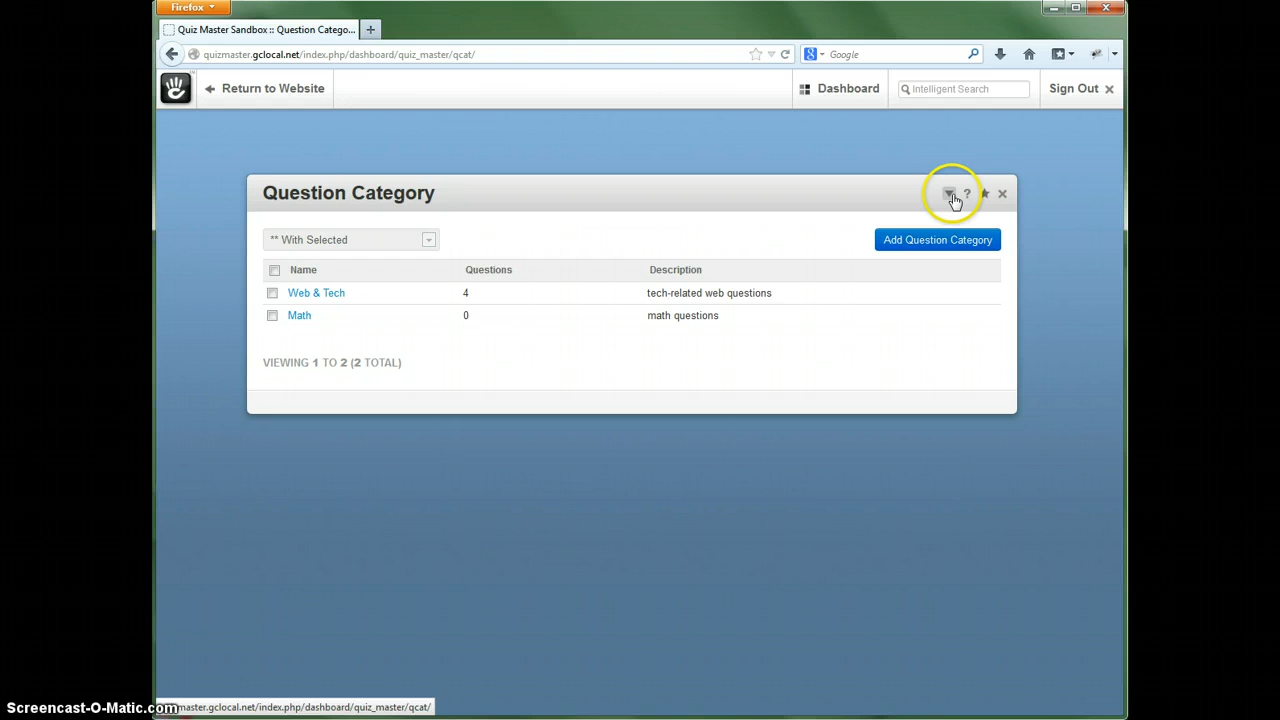 Firefox
Quiz Master Sandbox :: Question Catego...
quizmaster.gclocal.net/index.php/dashboard/quiz_master/qcat/
Google
Return to Website
Dashboard
Intelligent Search
Sign Out
Question Category
?
** With Selected
Add Question Category
Name Questions Description
Web & Tech 4 tech-related web questions
Math 0 math questions
VIEWING 1 TO 2 (2 TOTAL)
Screencast-O-Matic.com
master.gclocal.net/index.php/dashboard/quiz_master/qcat/